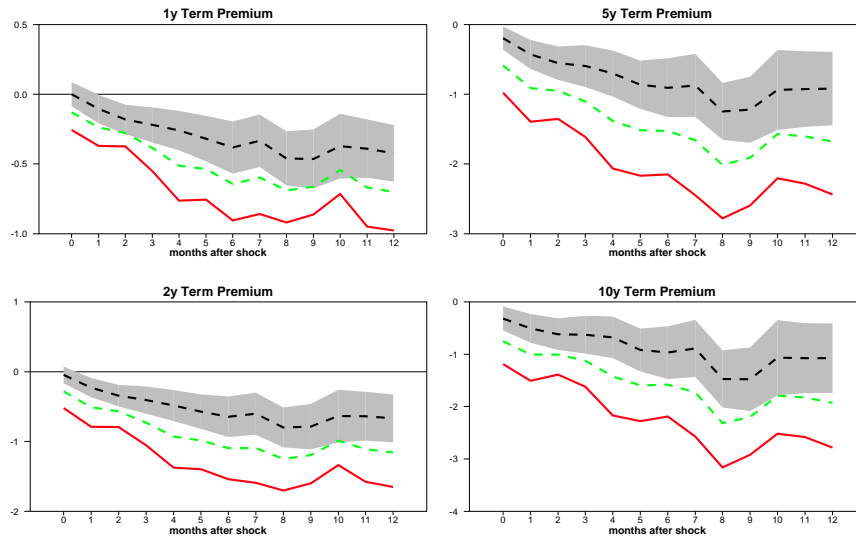 1y Term Premium
0.5
0.0
-0.5
-1.0
0 1 2 3 4 5 6 7 8 9 10 11 12
months after shock
5y Term Premium
0
-1
-2
-3
0 1 2 3 4 5 6 7 8 9 10 11 12
months after shock
2y Term Premium
1
0
-1
-2
0 1 2 3 4 5 6 7 8 9 10 11 12
months after shock
10y Term Premium
0
-1
-2
-3
-4
0 1 2 3 4 5 6 7 8 9 10 11 12
months after shock